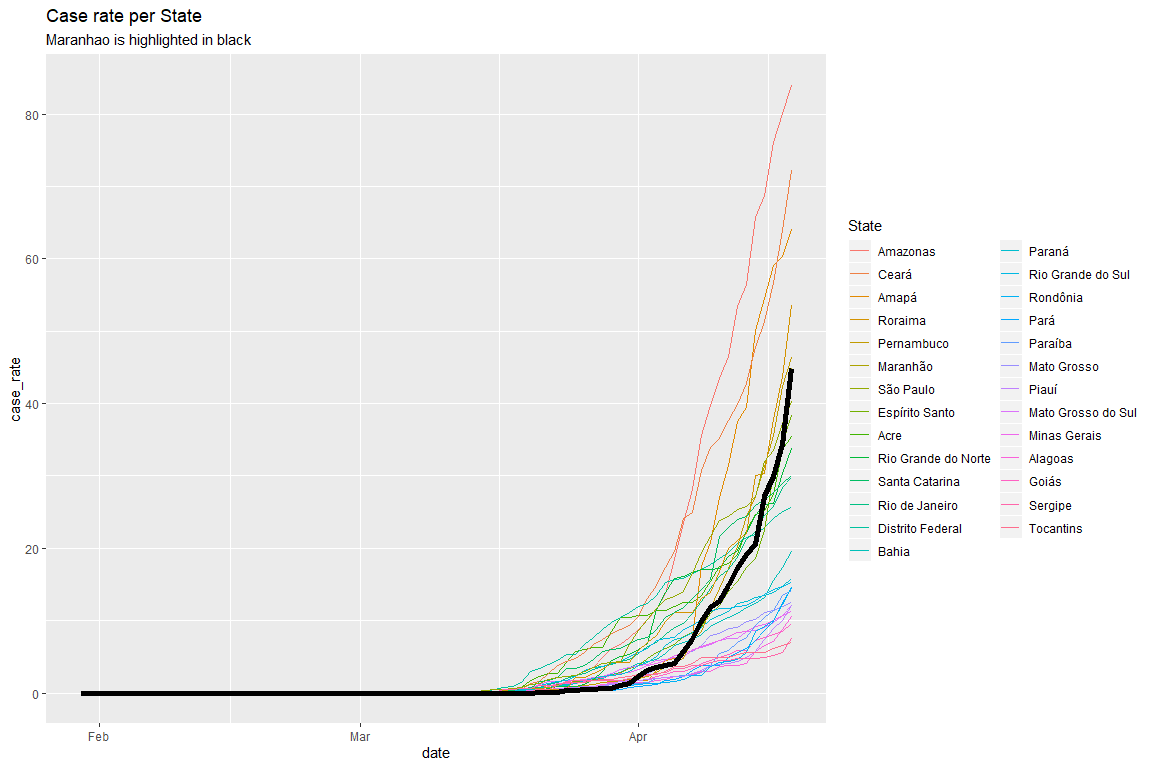 Case rate per State
Maranhao is highlighted in black
80
60
40
20
0
case_rate
Feb
Mar
Apr
date
State
Amazonas
Ceará
Amapá
Roraima
Pernambuco
Maranhão
São Paulo
Espírito Santo
Acre
Rio Grande do Norte
Santa Catarina
Rio de Janeiro
Distrito Federal
Bahia
Paraná
Rio Grande do Sul
Rondônia
Pará
Paraíba
Mato Grosso
Piauí
Mato Grosso do Sul
Minas Gerais
Alagoas
Goiás
Sergipe
Tocantins